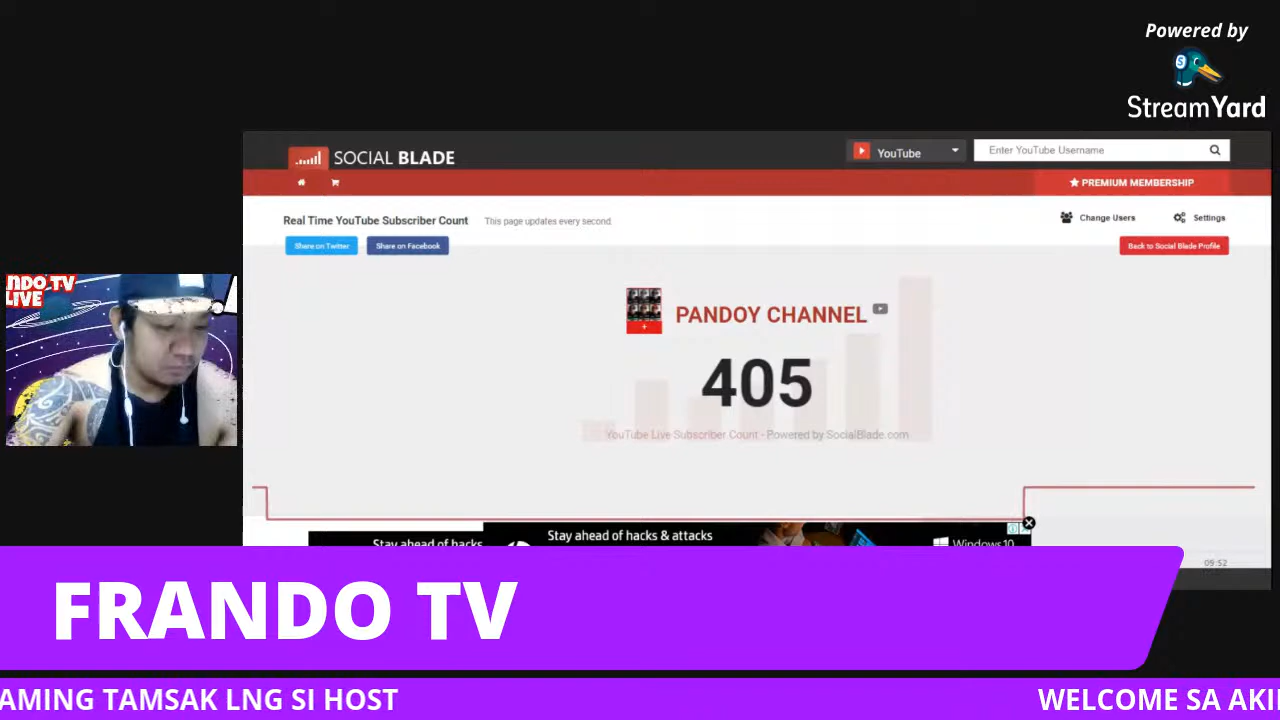 Powered by
StreamYard
SOCIAL BLADE
YouTube
Enter YouTube Username
PREMIUM MEMBERSHIP
Real Time YouTube Subscriber Count
This page updates every second
Change Users
Settings
Share on Twitter
Share on Facebook
Back to Social Blade Profile
NDO TV
LIVE
PANDOY CHANNEL
405
YouTube Live Subscriber Count - Powered by SocialBlade.com
Stay ahead of hacks & attacks
Stay ahead of hacks
Windows 10
09:52
FRANDO TV
AMING TAMSAK LNG SI HOST
WELCOME SA AKI